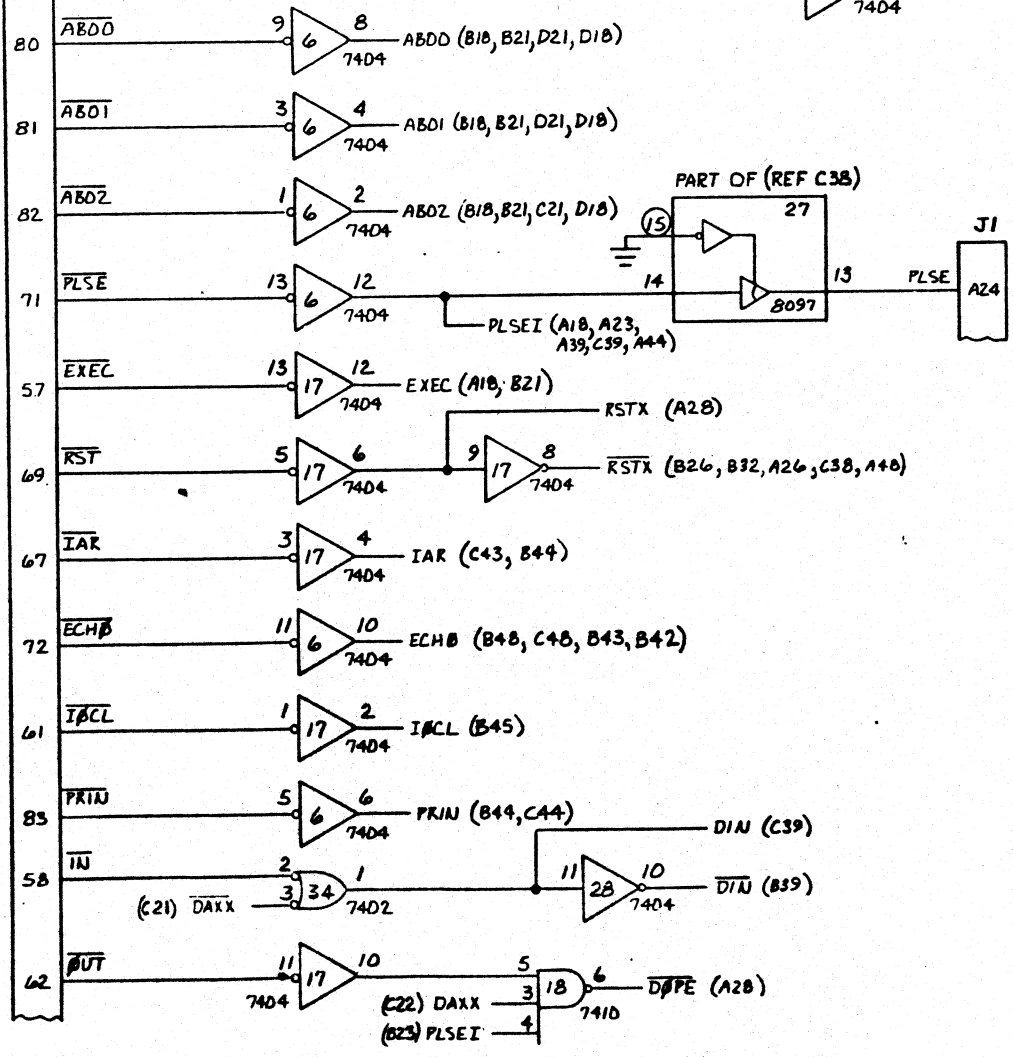 7404
80 ABD0 9 6 8 7404 ABD0 (B18, B21, D21, D18)
81 ABD1 3 6 4 7404 ABD1 (B18, B21, D21, D18)
82 ABD2 1 6 2 7404 ABD2 (B18, B21, C21, D18)
PART OF (REF C38)
27
15
J1
71 PLSE 13 6 12 7404 14 8097 13 PLSE A24
PLSEI (A18, A23,
A39, C39, A44)
57 EXEC 13 17 12 7404 EXEC (A18, B21)
RSTX (A28)
69 RST 5 17 6 7404 9 17 8 7404 RSTX (B26, B32, A26, C38, A48)
67 IAR 3 17 4 7404 IAR (C43, B44)
72 ECHØ 11 6 10 7404 ECHØ (B48, C48, B43, B42)
61 IØCL 1 17 2 7404 IØCL (B45)
83 PRIN 5 6 6 7404 PRIN (B44, C44)
DIN (C39)
58 IN 2 34 1 7402 11 28 10 7404 DIN (B39)
(C21) DAXX 3
62 ØUT 11 17 10 7404 5 18 6 7410 DØPE (A28)
(C22) DAXX 3
(B23) PLSEI 4